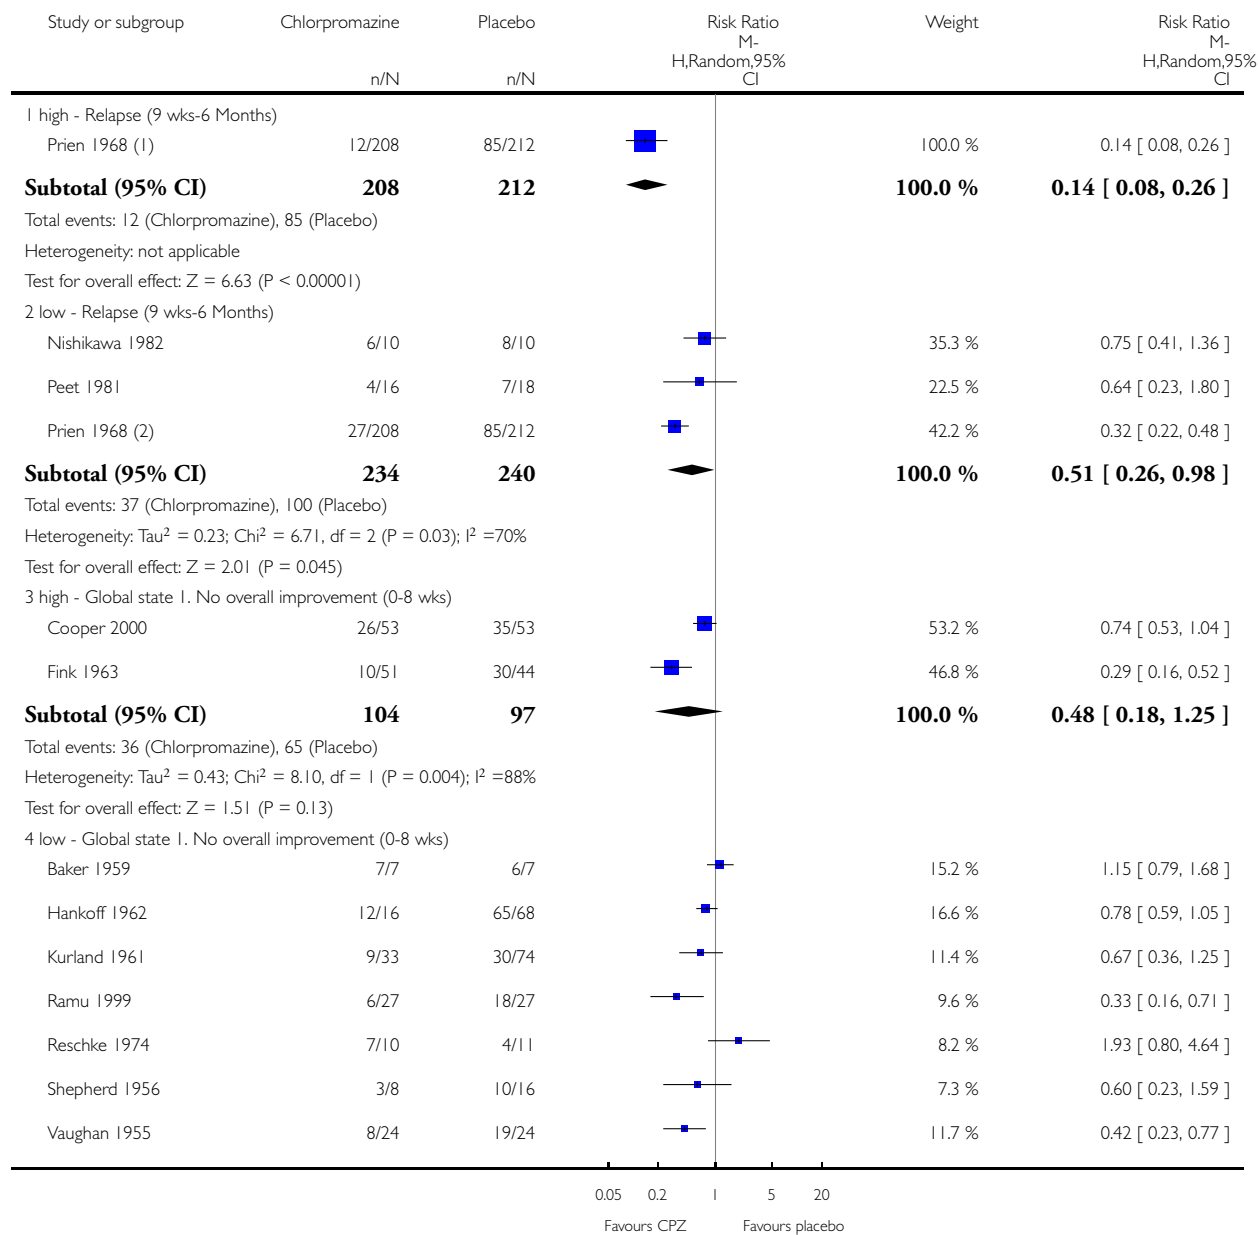 Study or subgroup Chlorpromazine Placebo Risk Ratio Weight Risk Ratio
M-
H,Random,95%
CI
M-
H,Random,95%
CI
n/N n/N
1 high - Relapse (9 wks-6 Months)
Prien 1968 (1) 12/208 85/212 100.0 % 0.14 [ 0.08, 0.26 ]
Subtotal (95% CI) 208 212 100.0 % 0.14 [ 0.08, 0.26 ]
Total events: 12 (Chlorpromazine), 85 (Placebo)
Heterogeneity: not applicable
Test for overall effect: Z = 6.63 (P < 0.00001)
2 low - Relapse (9 wks-6 Months)
Nishikawa 1982 6/10 8/10 35.3 % 0.75 [ 0.41, 1.36 ]
Peet 1981 4/16 7/18 22.5 % 0.64 [ 0.23, 1.80 ]
Prien 1968 (2) 27/208 85/212 42.2 % 0.32 [ 0.22, 0.48 ]
Subtotal (95% CI) 234 240 100.0 % 0.51 [ 0.26, 0.98 ]
Total events: 37 (Chlorpromazine), 100 (Placebo)
Heterogeneity: Tau² = 0.23; Chi² = 6.71, df = 2 (P = 0.03); I² =70%
Test for overall effect: Z = 2.01 (P = 0.045)
3 high - Global state 1. No overall improvement (0-8 wks)
Cooper 2000 26/53 35/53 53.2 % 0.74 [ 0.53, 1.04 ]
Fink 1963 10/51 30/44 46.8 % 0.29 [ 0.16, 0.52 ]
Subtotal (95% CI) 104 97 100.0 % 0.48 [ 0.18, 1.25 ]
Total events: 36 (Chlorpromazine), 65 (Placebo)
Heterogeneity: Tau² = 0.43; Chi² = 8.10, df = 1 (P = 0.004); I² =88%
Test for overall effect: Z = 1.51 (P = 0.13)
4 low - Global state 1. No overall improvement (0-8 wks)
Baker 1959 7/7 6/7 15.2 % 1.15 [ 0.79, 1.68 ]
Hankoff 1962 12/16 65/68 16.6 % 0.78 [ 0.59, 1.05 ]
Kurland 1961 9/33 30/74 11.4 % 0.67 [ 0.36, 1.25 ]
Ramu 1999 6/27 18/27 9.6 % 0.33 [ 0.16, 0.71 ]
Reschke 1974 7/10 4/11 8.2 % 1.93 [ 0.80, 4.64 ]
Shepherd 1956 3/8 10/16 7.3 % 0.60 [ 0.23, 1.59 ]
Vaughan 1955 8/24 19/24 11.7 % 0.42 [ 0.23, 0.77 ]
0.05 0.2 1 5 20
Favours CPZ Favours placebo